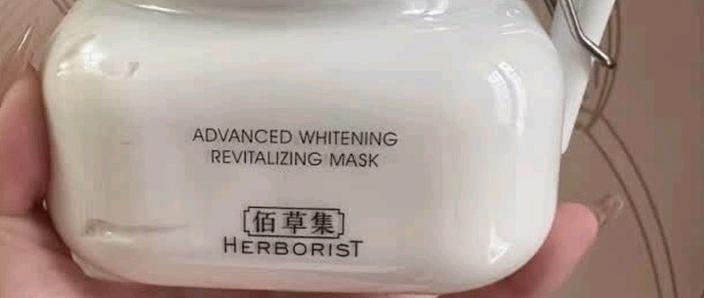 ADVANCED WHITENING
REVITALIZING MASK
佰草集
HERBORIST